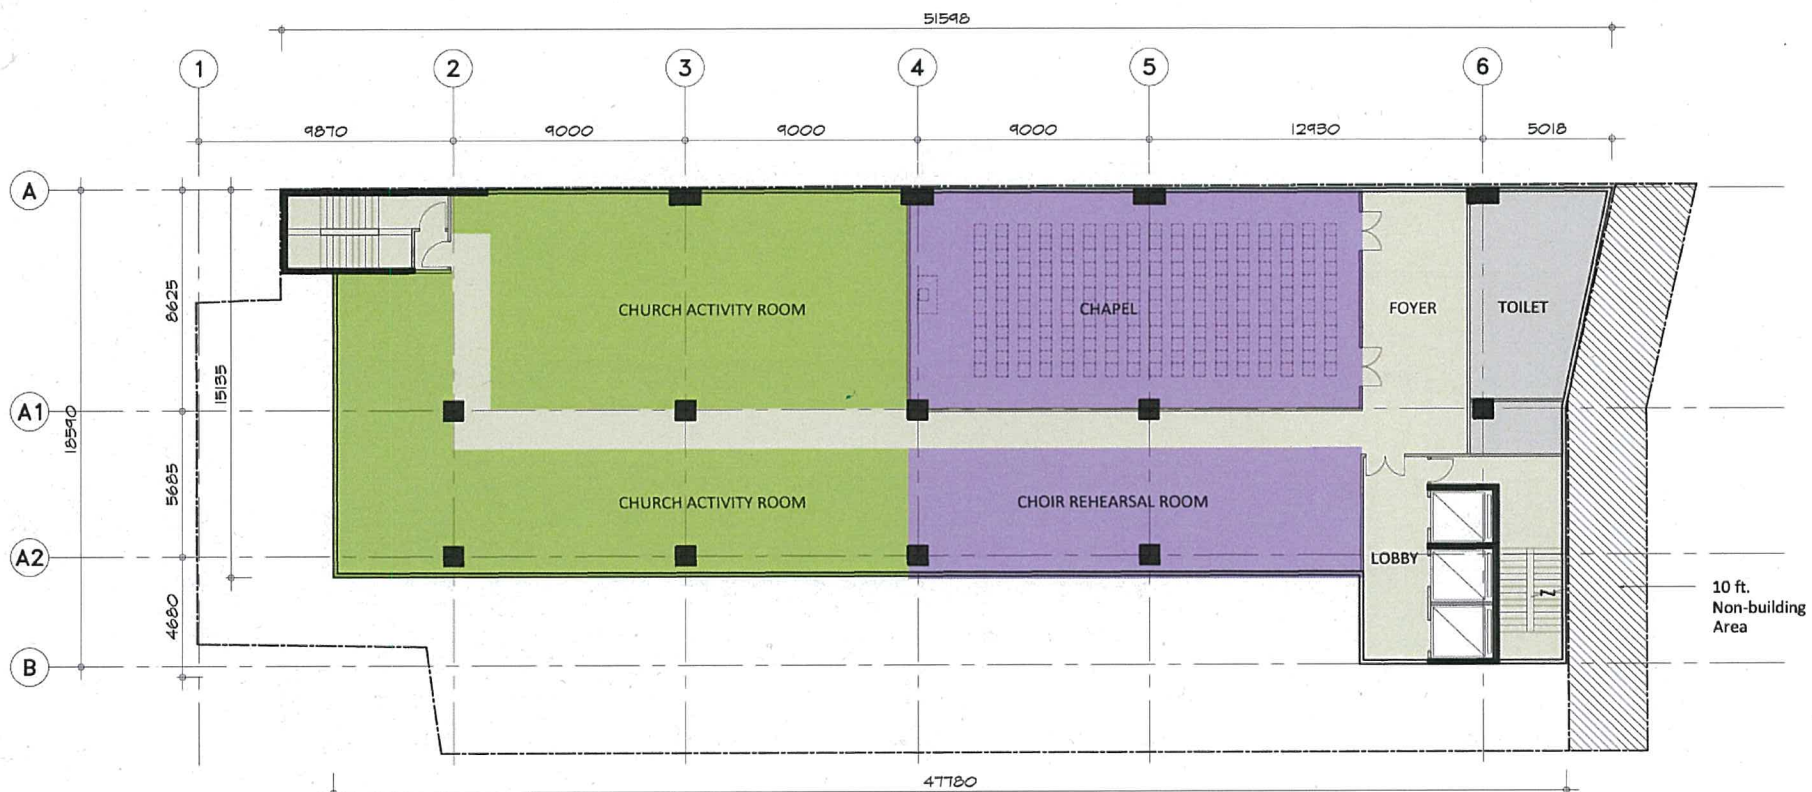 51598
1 2 3 4 5 6
9870 9000 9000 9000 12930 5018
A
8625
CHURCH ACTIVITY ROOM
CHAPEL
FOYER
TOILET
15135
A1
18590
5685
CHURCH ACTIVITY ROOM
CHOIR REHEARSAL ROOM
A2
LOBBY
10 ft.
Non-building
Area
4680
B
47780